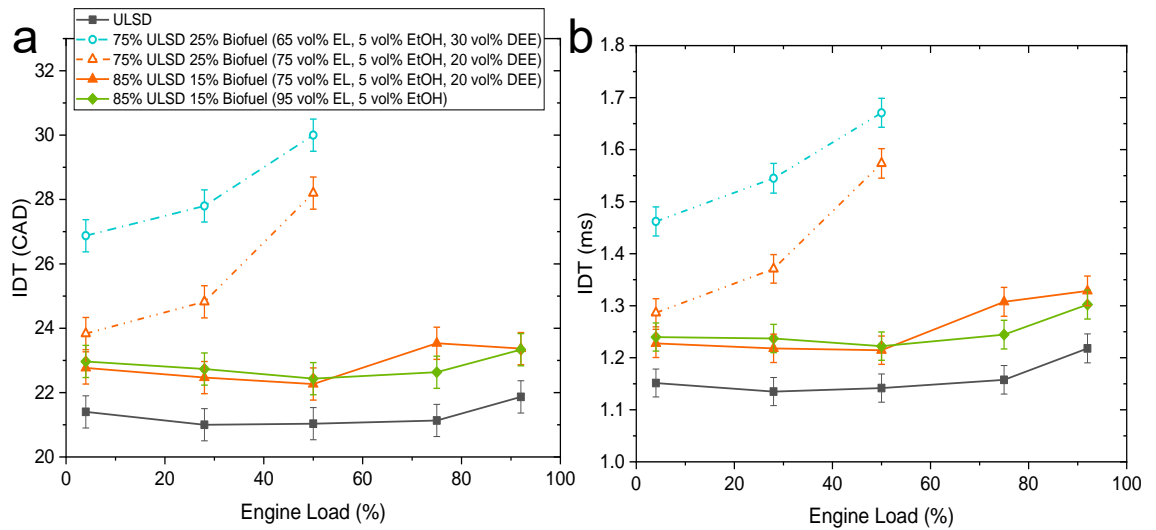 a
ULSD
75% ULSD 25% Biofuel (65 vol% EL, 5 vol% EtOH, 30 vol% DEE)
75% ULSD 25% Biofuel (75 vol% EL, 5 vol% EtOH, 20 vol% DEE)
85% ULSD 15% Biofuel (75 vol% EL, 5 vol% EtOH, 20 vol% DEE)
85% ULSD 15% Biofuel (95 vol% EL, 5 vol% EtOH)
32
30
28
26
24
22
20
IDT (CAD)
0 20 40 60 80 100
Engine Load (%)
b
1.8
1.7
1.6
1.5
1.4
1.3
1.2
1.1
1.0
IDT (ms)
0 20 40 60 80 100
Engine Load (%)